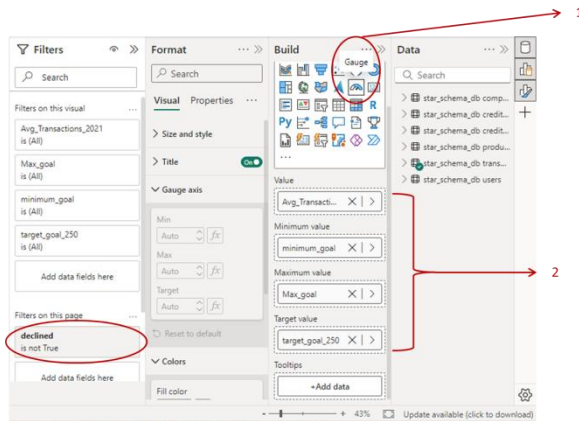 1
Filters
Search
Filters on this visual
...
Avg_Transactions_2021
is (All)
Max_goal
is (All)
minimum_goal
is (All)
target_goal_250
is (All)
Add data fields here
Filters on this page
...
declined
is not True
Add data fields here
Format
...
Search
Visual Properties ...
Size and style
Title
On
Gauge axis
Min
Auto
fx
Max
Auto
fx
Target
Auto
fx
Reset to default
Colors
Fill color
Build
Gauge
R
Py
...
Value
Avg_Transacti...
Minimum value
minimum_goal
Maximum value
Max_goal
Target value
target_goal_250
Tooltips
+Add data
Data
...
Search
star_schema_db comp...
star_schema_db credit...
star_schema_db credit...
star_schema_db produ...
star_schema_db trans...
star_schema_db users
2
- + 43% Update available (click to download)